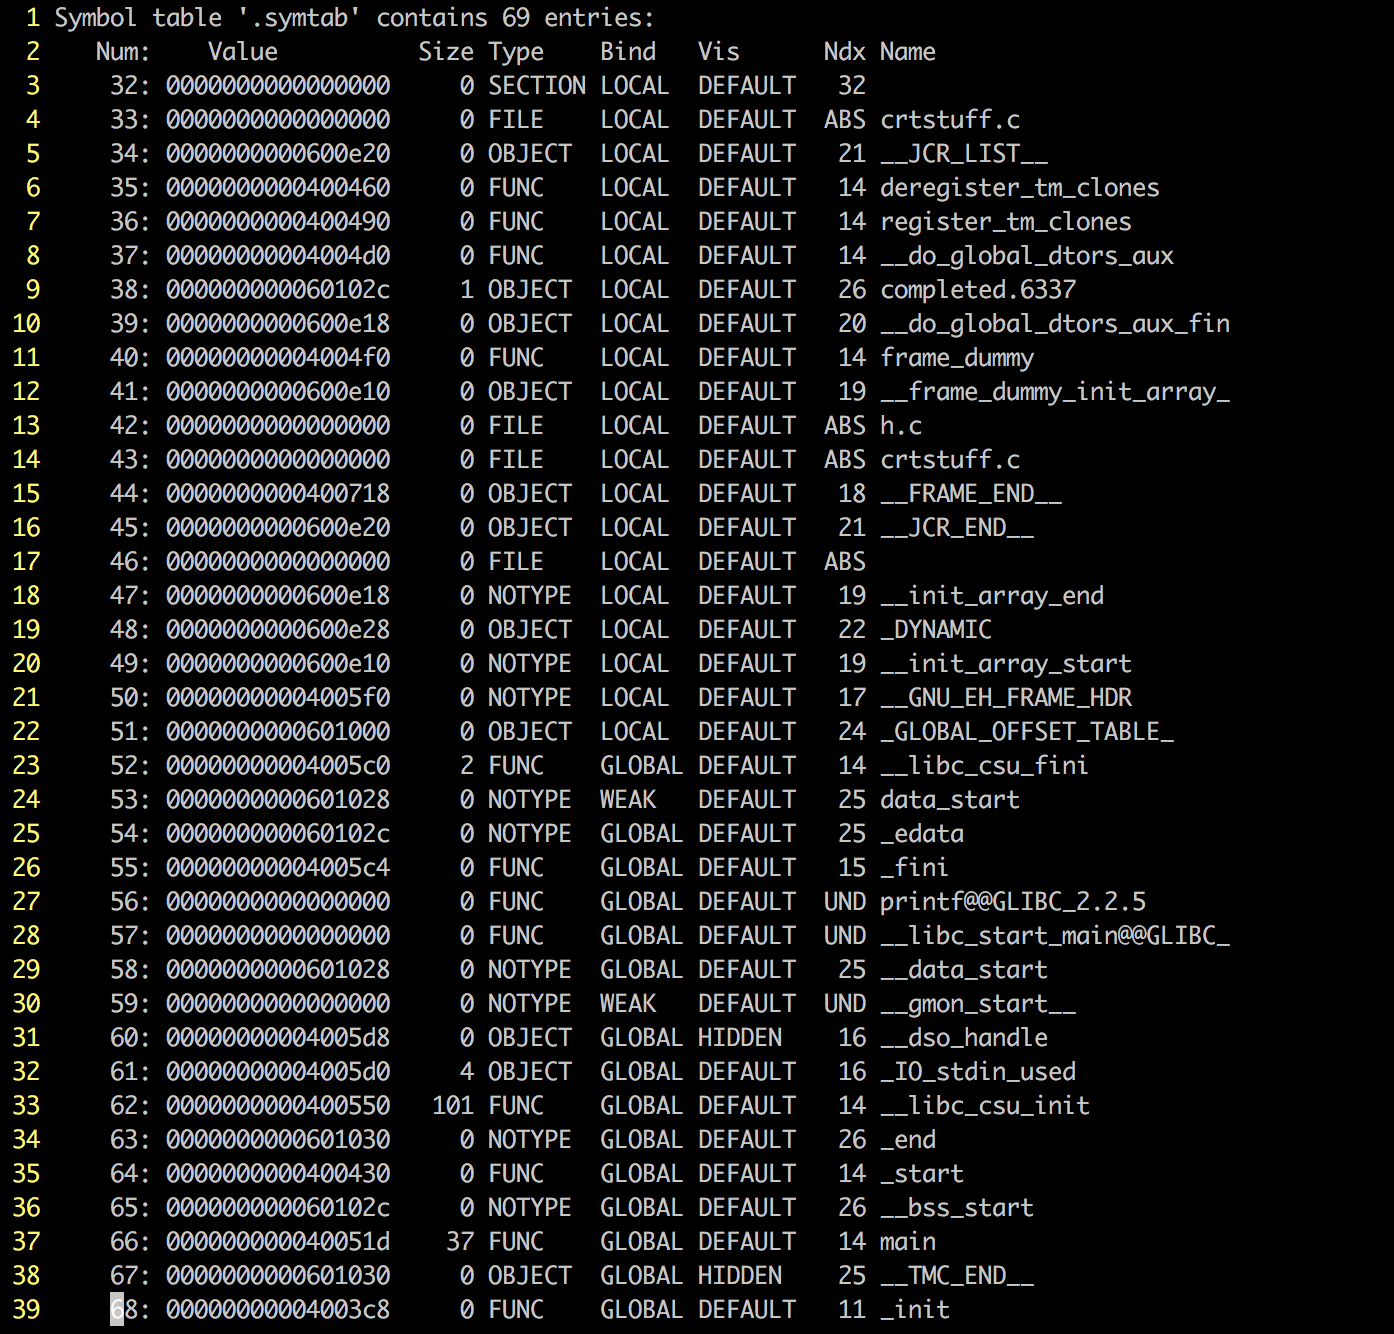 1 Symbol table '.symtab' contains 69 entries:
2    Num:    Value          Size Type    Bind   Vis      Ndx Name
3     32: 0000000000000000     0 SECTION LOCAL  DEFAULT   32
4     33: 0000000000000000     0 FILE    LOCAL  DEFAULT  ABS crtstuff.c
5     34: 0000000000600e20     0 OBJECT  LOCAL  DEFAULT   21 __JCR_LIST__
6     35: 0000000000400460     0 FUNC    LOCAL  DEFAULT   14 deregister_tm_clones
7     36: 0000000000400490     0 FUNC    LOCAL  DEFAULT   14 register_tm_clones
8     37: 00000000004004d0     0 FUNC    LOCAL  DEFAULT   14 __do_global_dtors_aux
9     38: 000000000060102c     1 OBJECT  LOCAL  DEFAULT   26 completed.6337
10     39: 0000000000600e18     0 OBJECT  LOCAL  DEFAULT   20 __do_global_dtors_aux_fin
11     40: 00000000004004f0     0 FUNC    LOCAL  DEFAULT   14 frame_dummy
12     41: 0000000000600e10     0 OBJECT  LOCAL  DEFAULT   19 __frame_dummy_init_array_
13     42: 0000000000000000     0 FILE    LOCAL  DEFAULT  ABS h.c
14     43: 0000000000000000     0 FILE    LOCAL  DEFAULT  ABS crtstuff.c
15     44: 0000000000400718     0 OBJECT  LOCAL  DEFAULT   18 __FRAME_END__
16     45: 0000000000600e20     0 OBJECT  LOCAL  DEFAULT   21 __JCR_END__
17     46: 0000000000000000     0 FILE    LOCAL  DEFAULT  ABS
18     47: 0000000000600e18     0 NOTYPE  LOCAL  DEFAULT   19 __init_array_end
19     48: 0000000000600e28     0 OBJECT  LOCAL  DEFAULT   22 _DYNAMIC
20     49: 0000000000600e10     0 NOTYPE  LOCAL  DEFAULT   19 __init_array_start
21     50: 00000000004005f0     0 NOTYPE  LOCAL  DEFAULT   17 __GNU_EH_FRAME_HDR
22     51: 0000000000601000     0 OBJECT  LOCAL  DEFAULT   24 _GLOBAL_OFFSET_TABLE_
23     52: 00000000004005c0     2 FUNC    GLOBAL DEFAULT   14 __libc_csu_fini
24     53: 0000000000601028     0 NOTYPE  WEAK   DEFAULT   25 data_start
25     54: 000000000060102c     0 NOTYPE  GLOBAL DEFAULT   25 _edata
26     55: 00000000004005c4     0 FUNC    GLOBAL DEFAULT   15 _fini
27     56: 0000000000000000     0 FUNC    GLOBAL DEFAULT  UND printf@@GLIBC_2.2.5
28     57: 0000000000000000     0 FUNC    GLOBAL DEFAULT  UND __libc_start_main@@GLIBC_
29     58: 0000000000601028     0 NOTYPE  GLOBAL DEFAULT   25 __data_start
30     59: 0000000000000000     0 NOTYPE  WEAK   DEFAULT  UND __gmon_start__
31     60: 00000000004005d8     0 OBJECT  GLOBAL HIDDEN    16 __dso_handle
32     61: 00000000004005d0     4 OBJECT  GLOBAL DEFAULT   16 _IO_stdin_used
33     62: 0000000000400550   101 FUNC    GLOBAL DEFAULT   14 __libc_csu_init
34     63: 0000000000601030     0 NOTYPE  GLOBAL DEFAULT   26 _end
35     64: 0000000000400430     0 FUNC    GLOBAL DEFAULT   14 _start
36     65: 000000000060102c     0 NOTYPE  GLOBAL DEFAULT   26 __bss_start
37     66: 000000000040051d    37 FUNC    GLOBAL DEFAULT   14 main
38     67: 0000000000601030     0 OBJECT  GLOBAL HIDDEN    25 __TMC_END__
39     68: 00000000004003c8     0 FUNC    GLOBAL DEFAULT   11 _init